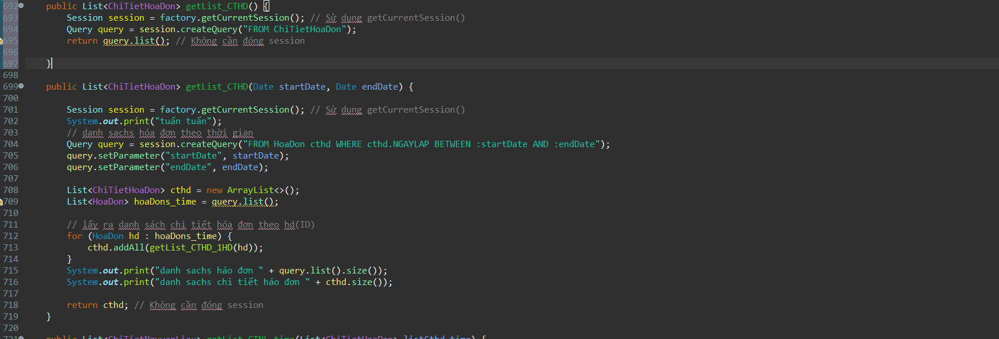 692 public List<ChiTietHoaDon> getList_CTHD() {
693 Session session = factory.getCurrentSession(); // Sử dụng getCurrentSession()
694 Query query = session.createQuery("FROM ChiTietHoaDon");
695 return query.list(); // Không cần đóng session
696
697 }
698
699 public List<ChiTietHoaDon> getList_CTHD(Date startDate, Date endDate) {
700
701 Session session = factory.getCurrentSession(); // Sử dụng getCurrentSession()
702 System.out.print("tuấn tuấn");
703 // danh sachs hóa đơn theo thời gian
704 Query query = session.createQuery("FROM HoaDon cthd WHERE cthd.NGAYLAP BETWEEN :startDate AND :endDate");
705 query.setParameter("startDate", startDate);
706 query.setParameter("endDate", endDate);
707
708 List<ChiTietHoaDon> cthd = new ArrayList<>();
709 List<HoaDon> hoaDons_time = query.list();
710
711 // lấy ra danh sách chi tiết hóa đơn theo hd(ID)
712 for (HoaDon hd : hoaDons_time) {
713 cthd.addAll(getList_CTHD_1HD(hd));
714 }
715 System.out.print("danh sachs háo đơn " + query.list().size());
716 System.out.print("danh sachs chi tiết háo đơn " + cthd.size());
717
718 return cthd; // Không cần đóng session
719 }
720
721 public List<ChiTietNguyenLieu> getList_CTNL_time(List<ChiTietHoaDon> listCthd_time) {